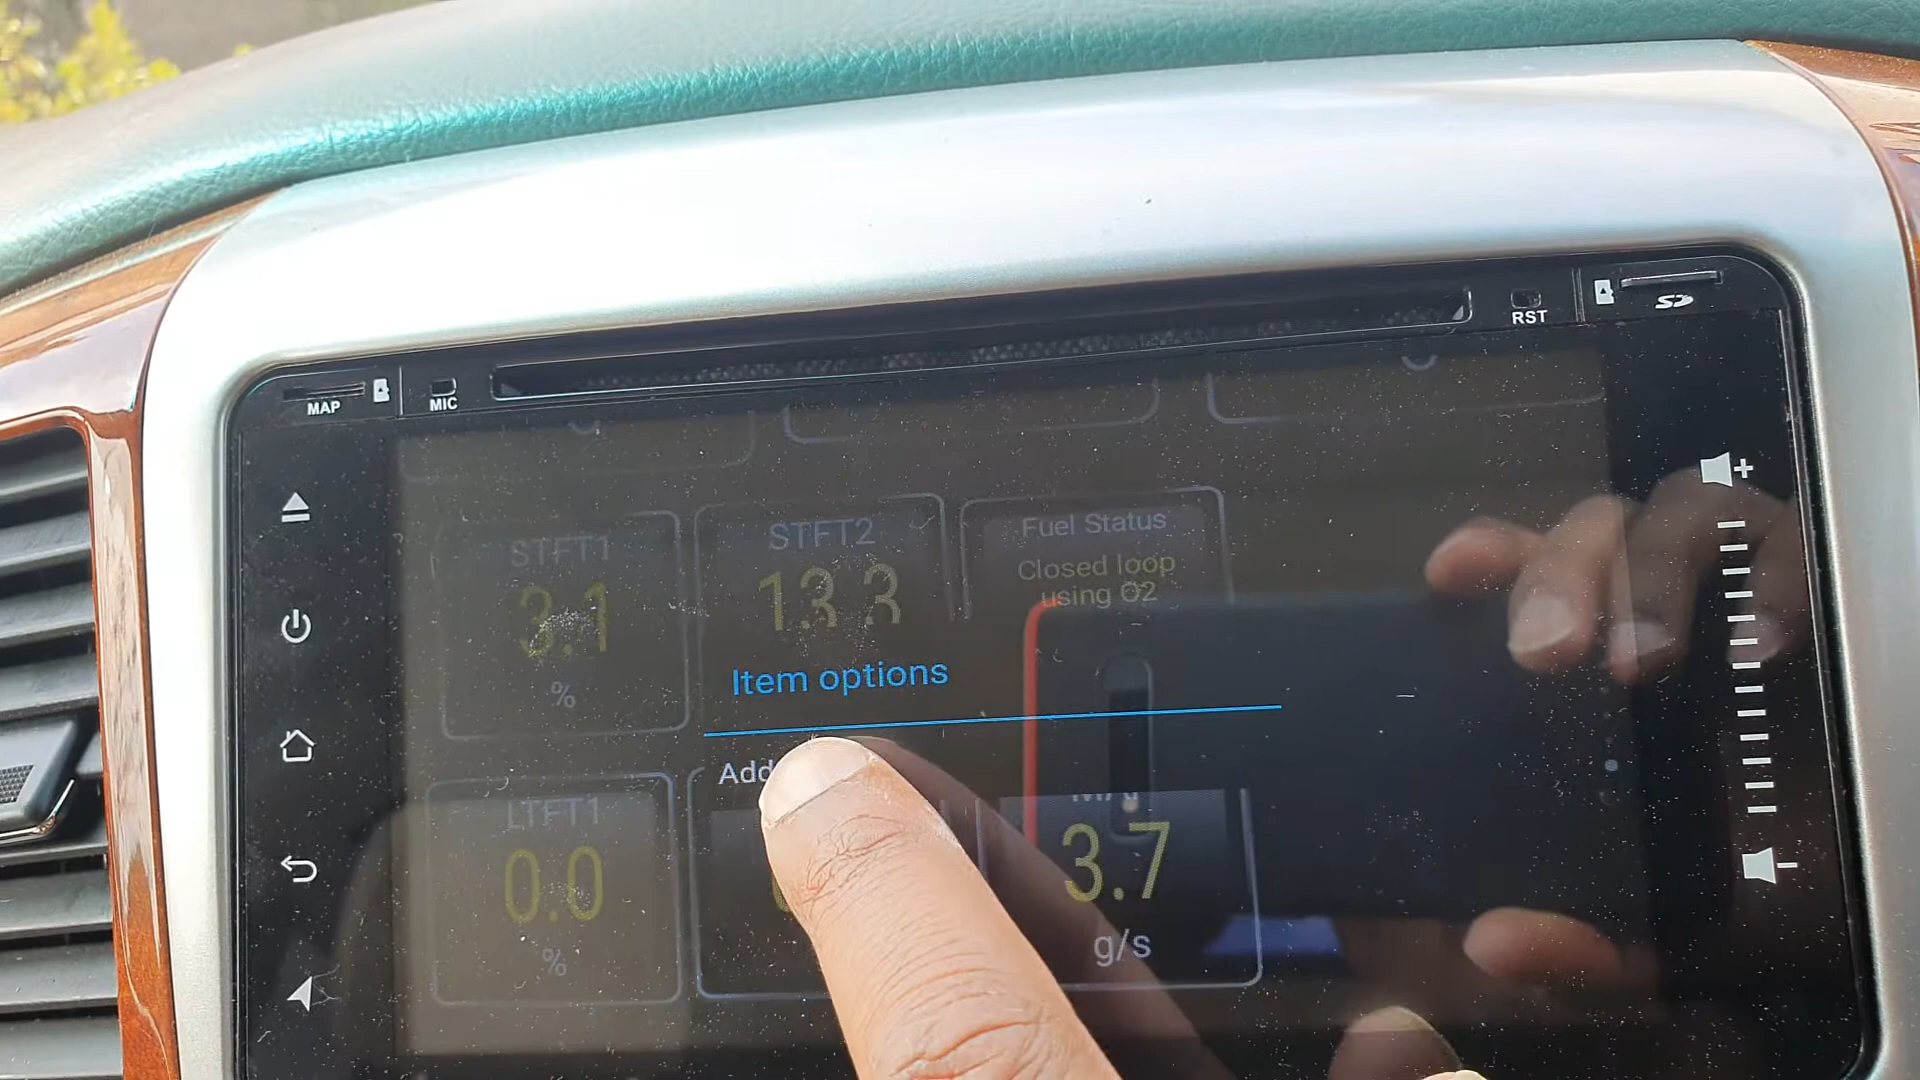 RST
MAP
MIC
STFT1
3.1
%
STFT2
13.3
Fuel Status
Closed loop
using O2
Item options
Add
LTFT1
0.0
%
3.7
g/s